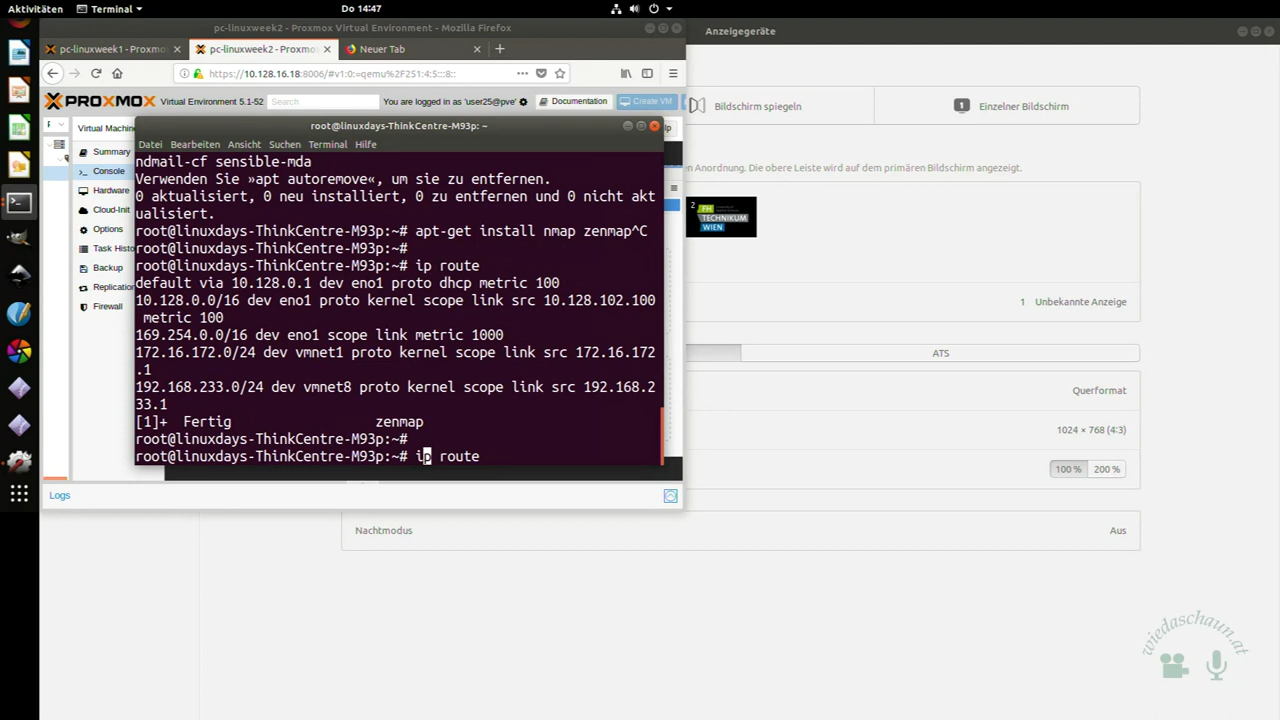 Aktivitäten
Terminal
Do 14:47
pc-linuxweek2 - Proxmox Virtual Environment - Mozilla Firefox
Anzeigegeräte
pc-linuxweek1 - Proxmo
pc-linuxweek2 - Proxmo
Neuer Tab
https://10.128.16.18:8006/#v1:0:=qemu%2F251:4:5:::8::
PROXMOX
Virtual Environment 5.1-52
Search
You are logged in as 'user25@pve'
Documentation
Create VM
Bildschirm spiegeln
1
Einzelner Bildschirm
Virtual Machin
root@linuxdays-ThinkCentre-M93p: ~
Datei
Bearbeiten
Ansicht
Suchen
Terminal
Hilfe
Summary
Console
Hardware
Cloud-Init
Options
Task Histo
Backup
Replication
Firewall
ndmail-cf sensible-mda
Verwenden Sie »apt autoremove«, um sie zu entfernen.
0 aktualisiert, 0 neu installiert, 0 zu entfernen und 0 nicht akt
ualisiert.
root@linuxdays-ThinkCentre-M93p:~# apt-get install nmap zenmap^C
root@linuxdays-ThinkCentre-M93p:~#
root@linuxdays-ThinkCentre-M93p:~# ip route
default via 10.128.0.1 dev eno1 proto dhcp metric 100
10.128.0.0/16 dev eno1 proto kernel scope link src 10.128.102.100
 metric 100
169.254.0.0/16 dev eno1 scope link metric 1000
172.16.172.0/24 dev vmnet1 proto kernel scope link src 172.16.172
.1
192.168.233.0/24 dev vmnet8 proto kernel scope link src 192.168.2
33.1
[1]+  Fertig                  zenmap
root@linuxdays-ThinkCentre-M93p:~#
root@linuxdays-ThinkCentre-M93p:~# ip route
Logs
en Anordnung. Die obere Leiste wird auf dem primären Bildschirm angezeigt.
2
FH
TECHNIKUM
WIEN
1 Unbekannte Anzeige
ATS
Querformat
1024 × 768 (4:3)
100 %
200 %
Nachtmodus
Aus
wiedaschaun.at